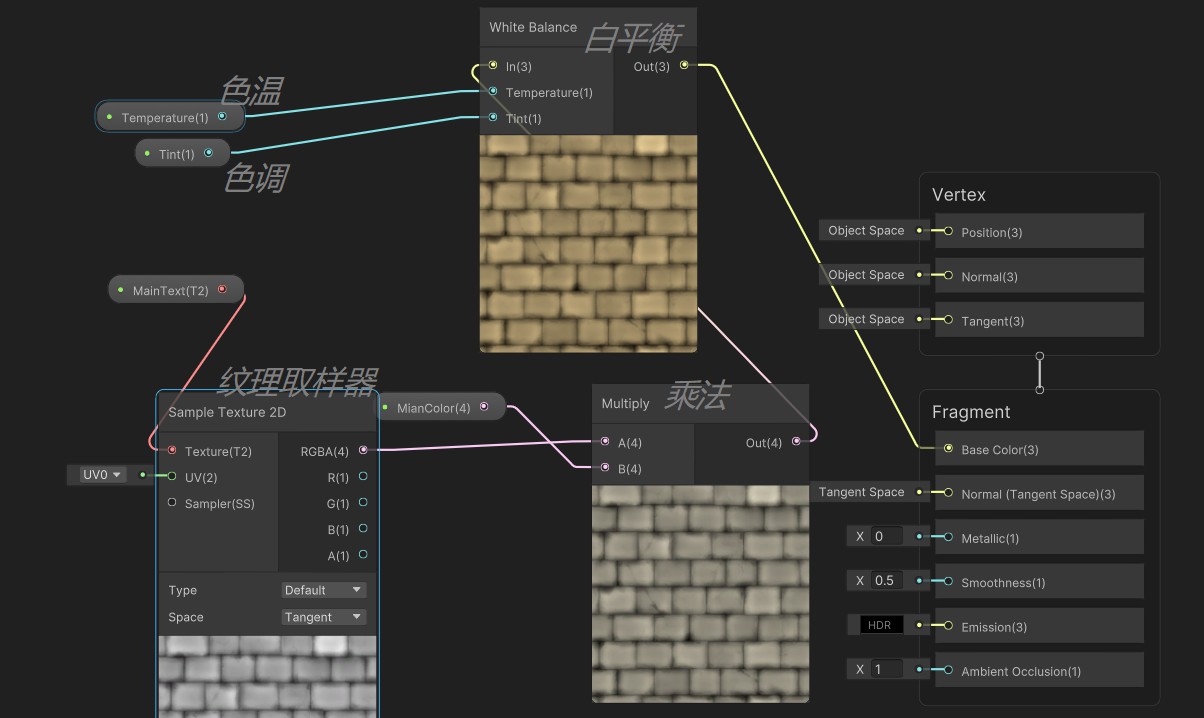 White Balance
白平衡
In(3)
Out(3)
Temperature(1)
Tint(1)
色温
Temperature(1)
Tint(1)
色调
MainText(T2)
纹理取样器
Sample Texture 2D
Texture(T2)
RGBA(4)
UV0
UV(2)
R(1)
Sampler(SS)
G(1)
B(1)
A(1)
Type
Default
Space
Tangent
MianColor(4)
Multiply
乘法
A(4)
Out(4)
B(4)
Vertex
Object Space
Position(3)
Object Space
Normal(3)
Object Space
Tangent(3)
Fragment
Base Color(3)
Tangent Space
Normal (Tangent Space)(3)
X 0
Metallic(1)
X 0.5
Smoothness(1)
HDR
Emission(3)
X 1
Ambient Occlusion(1)